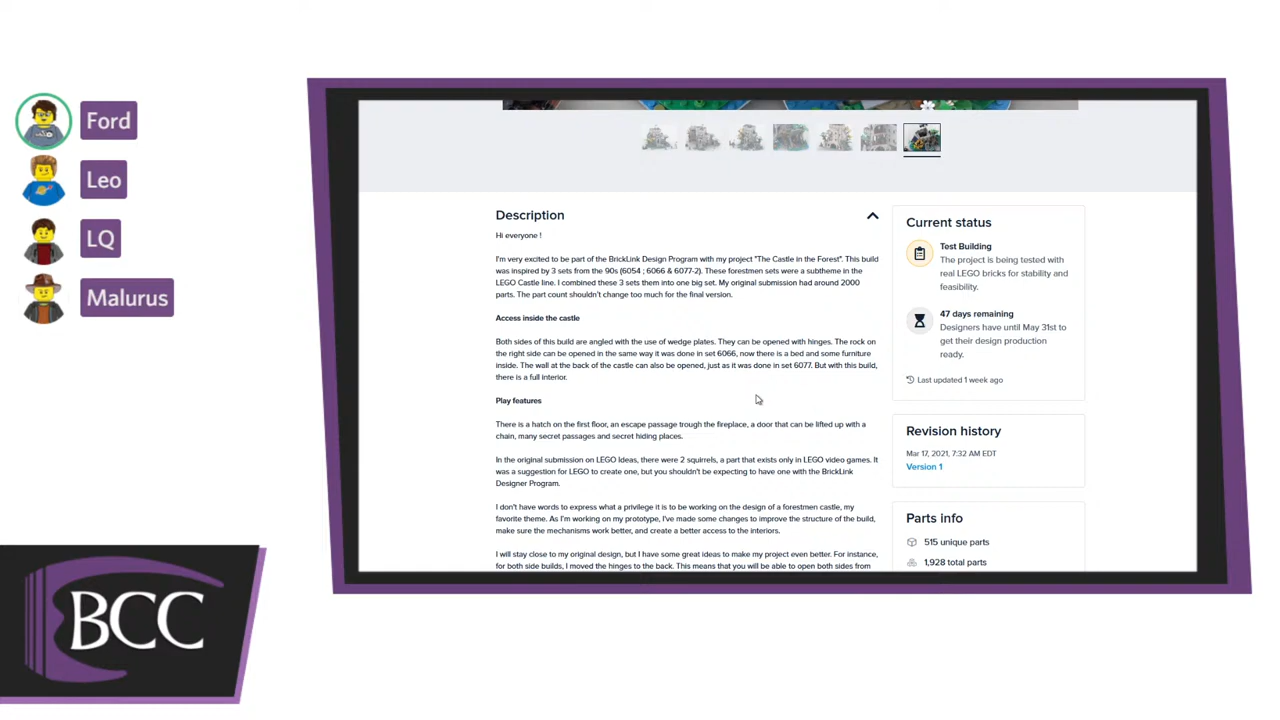 Ford
Leo
LQ
Malurus
BCC
Description
Hi everyone !
I'm very excited to be part of the BrickLink Design Program with my project "The Castle in the Forest". This build
was inspired by 3 sets from the 90s (6054 ; 6066 & 6077-2). These forestmen sets were a subtheme in the
LEGO Castle line. I combined these 3 sets them into one big set. My original submission had around 2000
parts. The part count shouldn't change too much for the final version.
Access inside the castle
Both sides of this build are angled with the use of wedge plates. They can be opened with hinges. The rock on
the right side can be opened in the same way it was done in set 6066, now there is a bed and some furniture
inside. The wall at the back of the castle can also be opened, just as it was done in set 6077. But with this build,
there is a full interior.
Play features
There is a hatch on the first floor, an escape passage trough the fireplace, a door that can be lifted up with a
chain, many secret passages and secret hiding places.
In the original submission on LEGO Ideas, there were 2 squirrels, a part that exists only in LEGO video games. It
was a suggestion for LEGO to create one, but you shouldn't be expecting to have one with the BrickLink
Designer Program.
I don't have words to express what a privilege it is to be working on the design of a forestmen castle, my
favorite theme. As I'm working on my prototype, I've made some changes to improve the structure of the build,
make sure the mechanisms work better, and create a better access to the interiors.
I will stay close to my original design, but I have some great ideas to make my project even better. For instance,
for both side builds, I moved the hinges to the back. This means that you will be able to open both sides from
Current status
Test Building
The project is being tested with
real LEGO bricks for stability and
feasibility.
47 days remaining
Designers have until May 31st to
get their design production
ready.
Last updated 1 week ago
Revision history
Mar 17, 2021, 7:32 AM EDT
Version 1
Parts info
515 unique parts
1,928 total parts